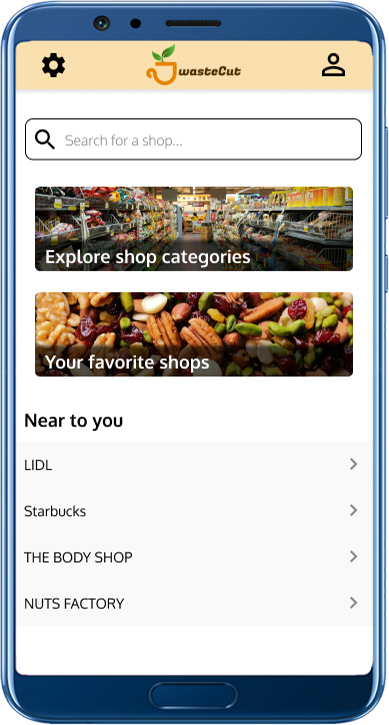 wasteCut
Search for a shop...
Explore shop categories
Your favorite shops
Near to you
LIDL
Starbucks
THE BODY SHOP
NUTS FACTORY